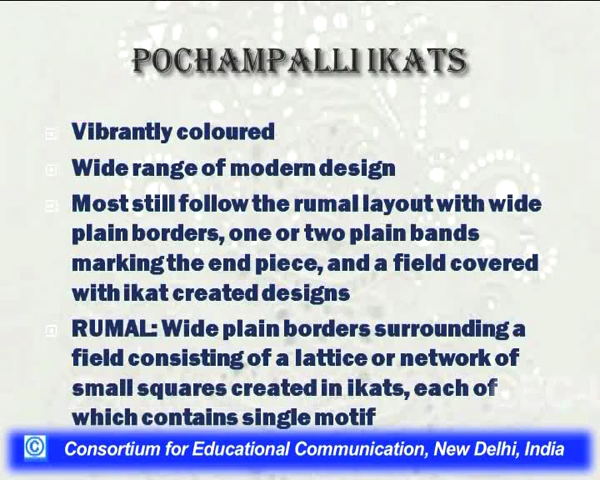 POCHAMPALLI IKATS
Vibrantly coloured
Wide range of modern design
Most still follow the rumal layout with wide
plain borders, one or two plain bands
marking the end piece, and a field covered
with ikat created designs
RUMAL: Wide plain borders surrounding a
field consisting of a lattice or network of
small squares created in ikats, each of
which contains single motif
© Consortium for Educational Communication, New Delhi, India